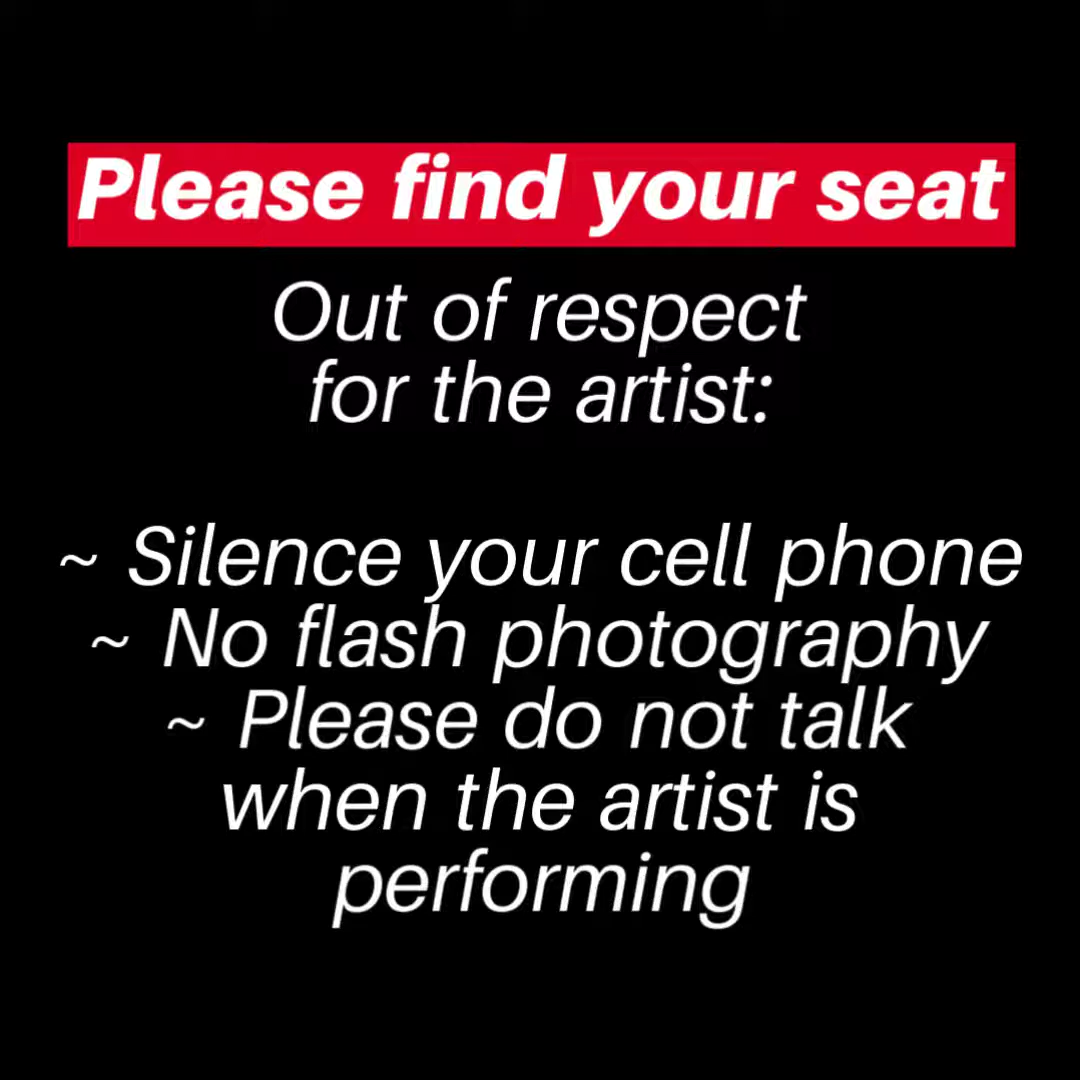 Please find your seat
Out of respect
for the artist:
~ Silence your cell phone
~ No flash photography
~ Please do not talk
when the artist is
performing